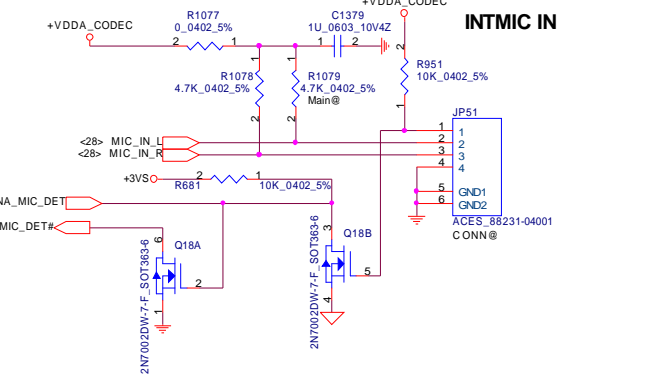 +VDDA_CODEC
INTMIC IN
R1077
0_0402_5%
C1379
1U_0603_10V4Z
+VDDA_CODEC
2
1
1
2
2
R951
10K_0402_5%
1
1
1
R1078
4.7K_0402_5%
R1079
4.7K_0402_5%
Main@
2
2
JP51
1
2
3
4
1
2
3
4
5
6
GND1
GND2
ACES_88231-04001
CONN@
<28> MIC_IN_L
<28> MIC_IN_R
+3VS
2
1
R681
10K_0402_5%
NA_MIC_DET
MIC_DET#
6
Q18A
2
1
2N7002DW-7-F_SOT363-6
3
Q18B
5
4
2N7002DW-7-F_SOT363-6